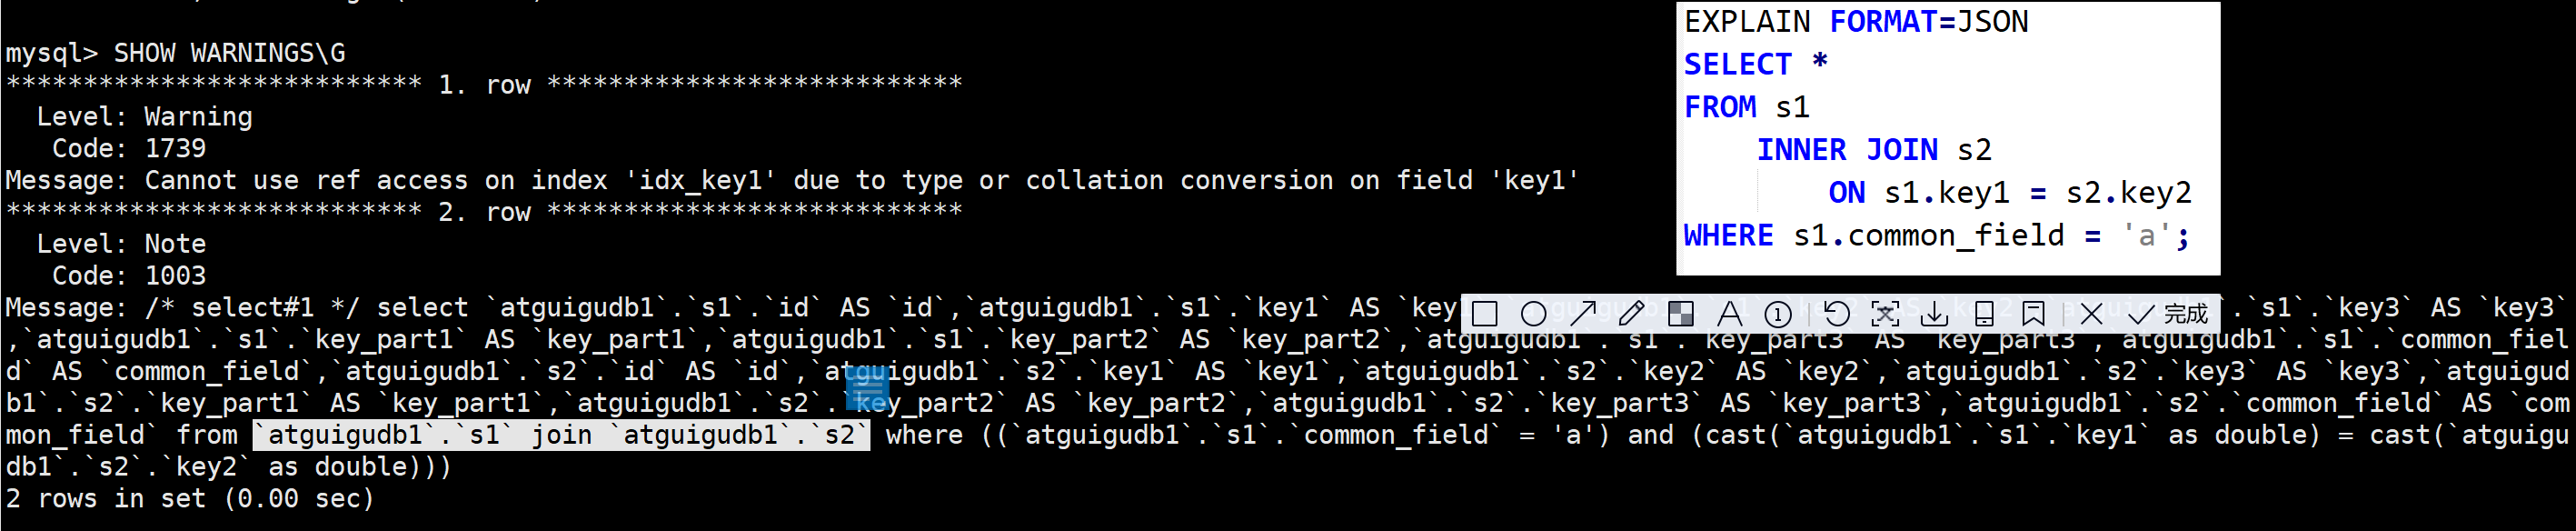 mysql> SHOW WARNINGS\G
*************************** 1. row ***************************
Level: Warning
Code: 1739
Message: Cannot use ref access on index 'idx_key1' due to type or collation conversion on field 'key1'
*************************** 2. row ***************************
Level: Note
Code: 1003
Message: /* select#1 */ select `atguigudb1`.`s1`.`id` AS `id`,`atguigudb1`.`s1`.`key1` AS `key1 `.`s1`.`key3` AS `key3`
,`atguigudb1`.`s1`.`key_part1` AS `key_part1`,`atguigudb1`.`s1`.`key_part2` AS `key_part2`,`atguigudb1`.`s1`.`key_part3` AS `key_part3`,`atguigudb1`.`s1`.`common_fiel
d` AS `common_field`,`atguigudb1`.`s2`.`id` AS `id`,`atguigudb1`.`s2`.`key1` AS `key1`,`atguigudb1`.`s2`.`key2` AS `key2`,`atguigudb1`.`s2`.`key3` AS `key3`,`atguigud
b1`.`s2`.`key_part1` AS `key_part1`,`atguigudb1`.`s2`.`key_part2` AS `key_part2`,`atguigudb1`.`s2`.`key_part3` AS `key_part3`,`atguigudb1`.`s2`.`common_field` AS `com
mon_field` from `atguigudb1`.`s1` join `atguigudb1`.`s2` where ((`atguigudb1`.`s1`.`common_field` = 'a') and (cast(`atguigudb1`.`s1`.`key1` as double) = cast(`atguigu
db1`.`s2`.`key2` as double)))
2 rows in set (0.00 sec)
EXPLAIN FORMAT=JSON
SELECT *
FROM s1
INNER JOIN s2
ON s1.key1 = s2.key2
WHERE s1.common_field = 'a';
完成